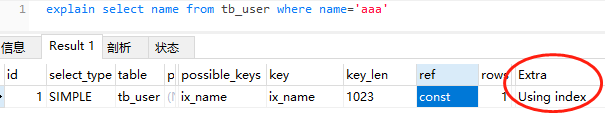 1 explain select name from tb_user where name='aaa'
信息 Result 1 剖析 状态
id select_type table p possible_keys key key_len ref rows Extra
1 SIMPLE tb_user (N ix_name ix_name 1023 const 1 Using index